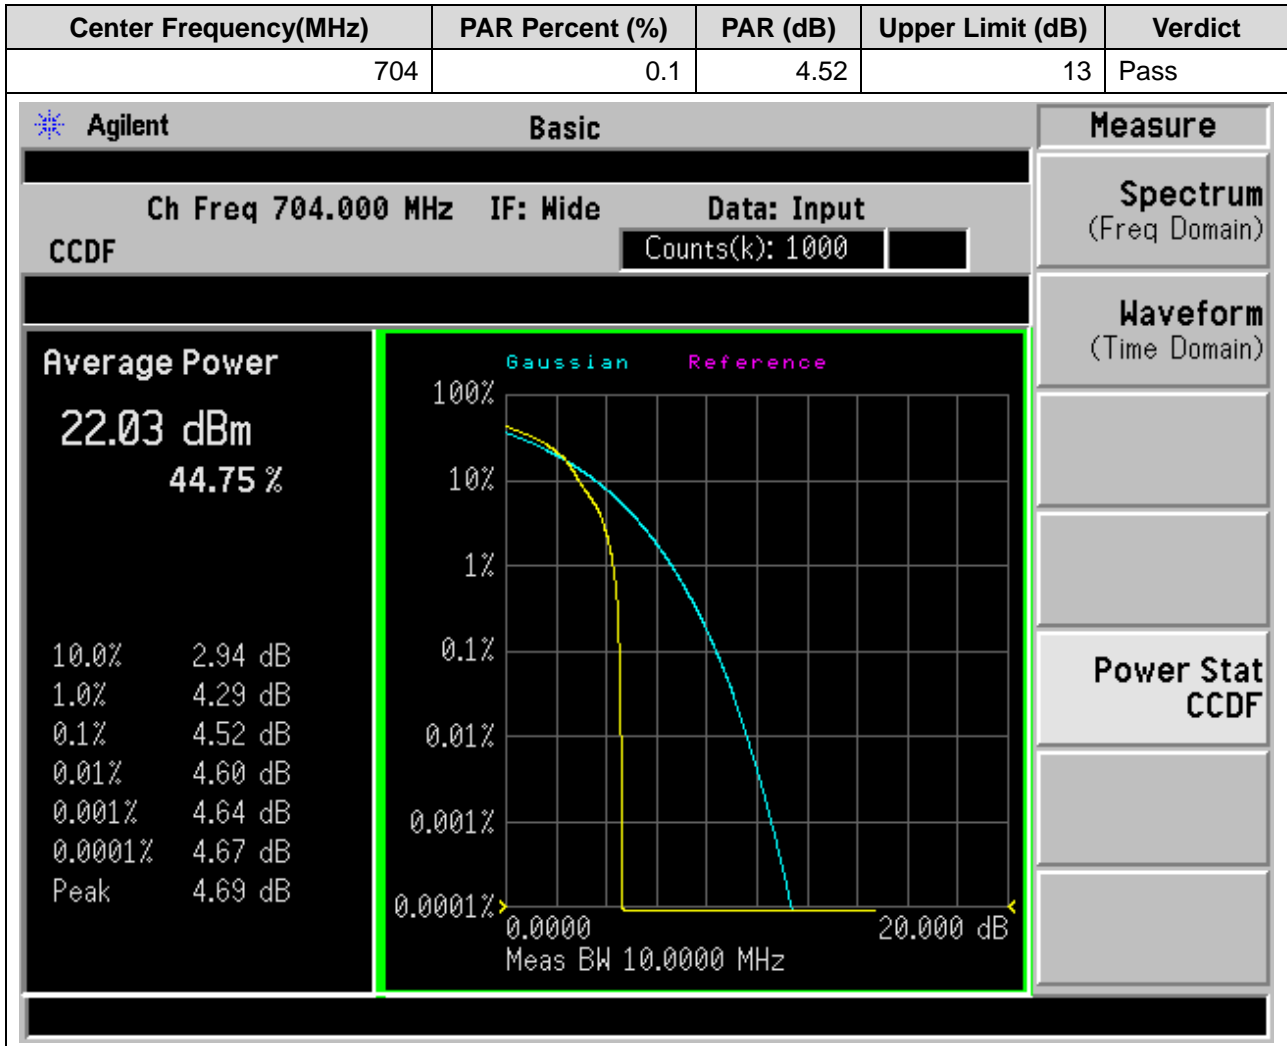 Center Frequency(MHz) PAR Percent (%) PAR (dB) Upper Limit (dB) Verdict
704 0.1 4.52 13 Pass
Agilent Basic Measure
Ch Freq 704.000 MHz IF: Wide Data: Input
CCDF Counts(k): 1000
Average Power
22.03 dBm
44.75 %
10.0% 2.94 dB
1.0% 4.29 dB
0.1% 4.52 dB
0.01% 4.60 dB
0.001% 4.64 dB
0.0001% 4.67 dB
Peak 4.69 dB
Gaussian Reference
100%
10%
1%
0.1%
0.01%
0.001%
0.0001%
0.0000 20.000 dB
Meas BW 10.0000 MHz
Spectrum
(Freq Domain)
Waveform
(Time Domain)
Power Stat
CCDF